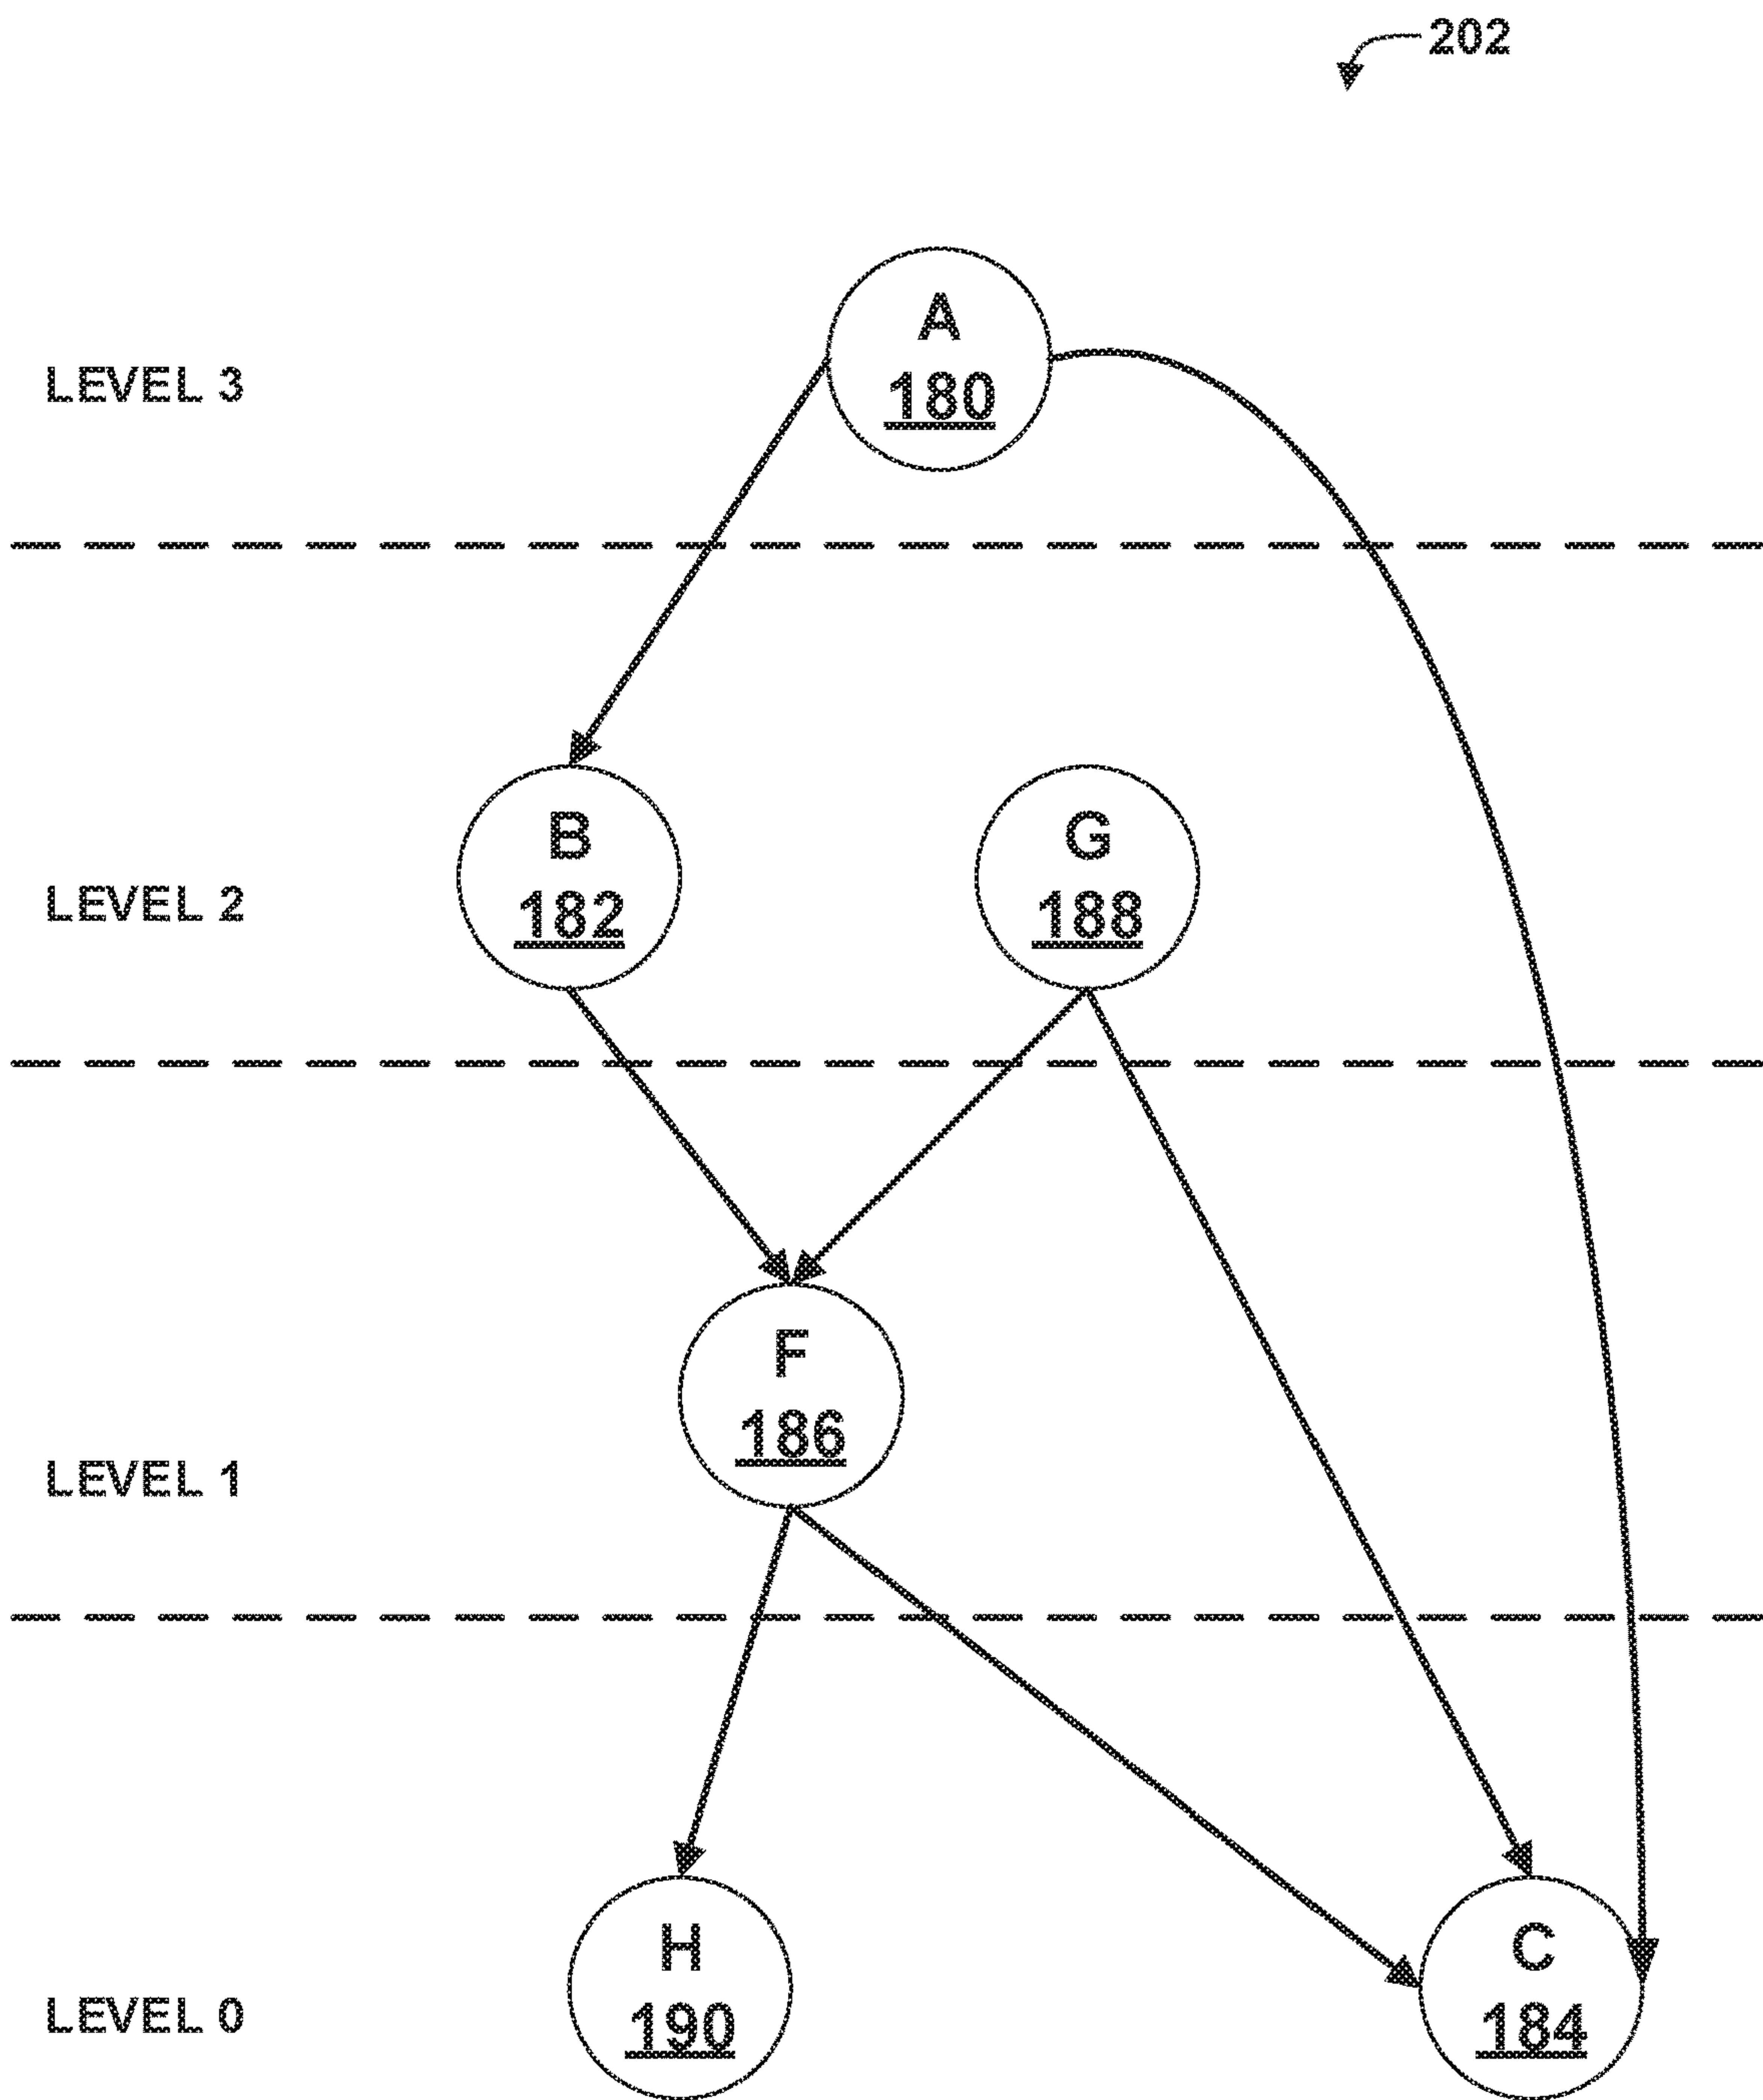 202
A
180
LEVEL 3
B
182
G
188
LEVEL 2
F
186
LEVEL 1
H
190
C
184
LEVEL 0